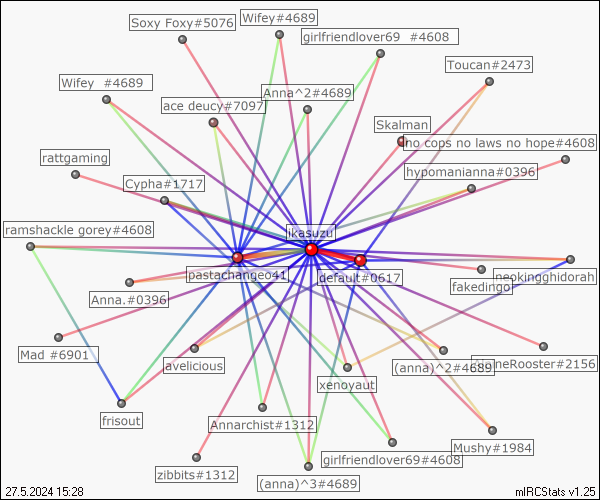 Wifey#4689
Soxy Foxy#5076
girlfriendlover69 #4608
Toucan#2473
Wifey #4689
Anna^2#4689
ace deucy#7097
Skalman
no cops no laws no hope#4608
rattgaming
hypomanianna#0396
Cypha#1717
ramshackle gorey#4608
ikasuzu
pastachange041
default#0617
neokingghidorah
fakedingo
Anna.#0396
Mad #6901
avelicious
(anna)^2#4689
#2156
xenoyaut
frisout
Annarchist#1312
Mushy#1984
girlfriendlover69#4608
zibbits#1312
(anna)^3#4689
27.5.2024 15:28
mIRCStats v1.25